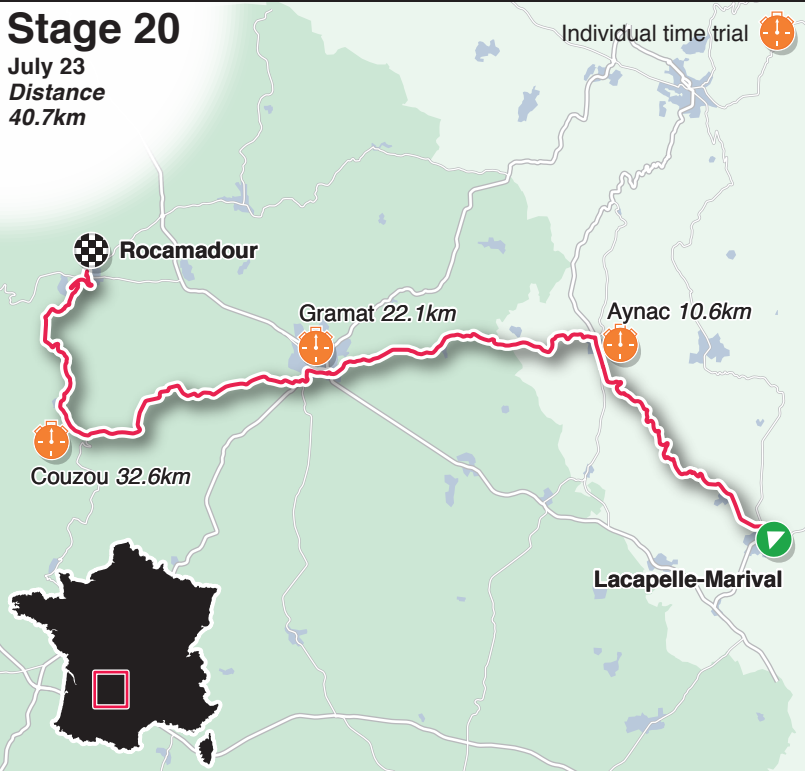 Stage 20
July 23
Distance
40.7km
Individual time trial
Rocamadour
Gramat 22.1km
Aynac 10.6km
Couzou 32.6km
Lacapelle-Marival